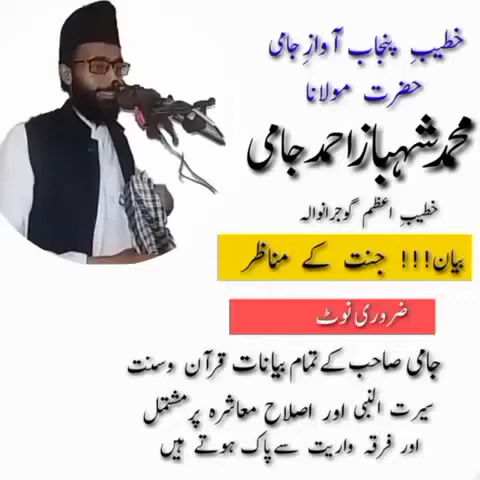 خطیبِ پنجاب آوازِ جامی
حضرت مولانا
محمد شہباز احمد جامی
خطیبِ اعظم گوجرانوالہ
بیان!!! جنت کے مناظر
ضروری نوٹ
جامی صاحب کے تمام بیانات قرآن وسنت
سیرت النبی اور اصلاح معاشرہ پر مشتمل
اور فرقہ واریت سے پاک ہوتے ہیں